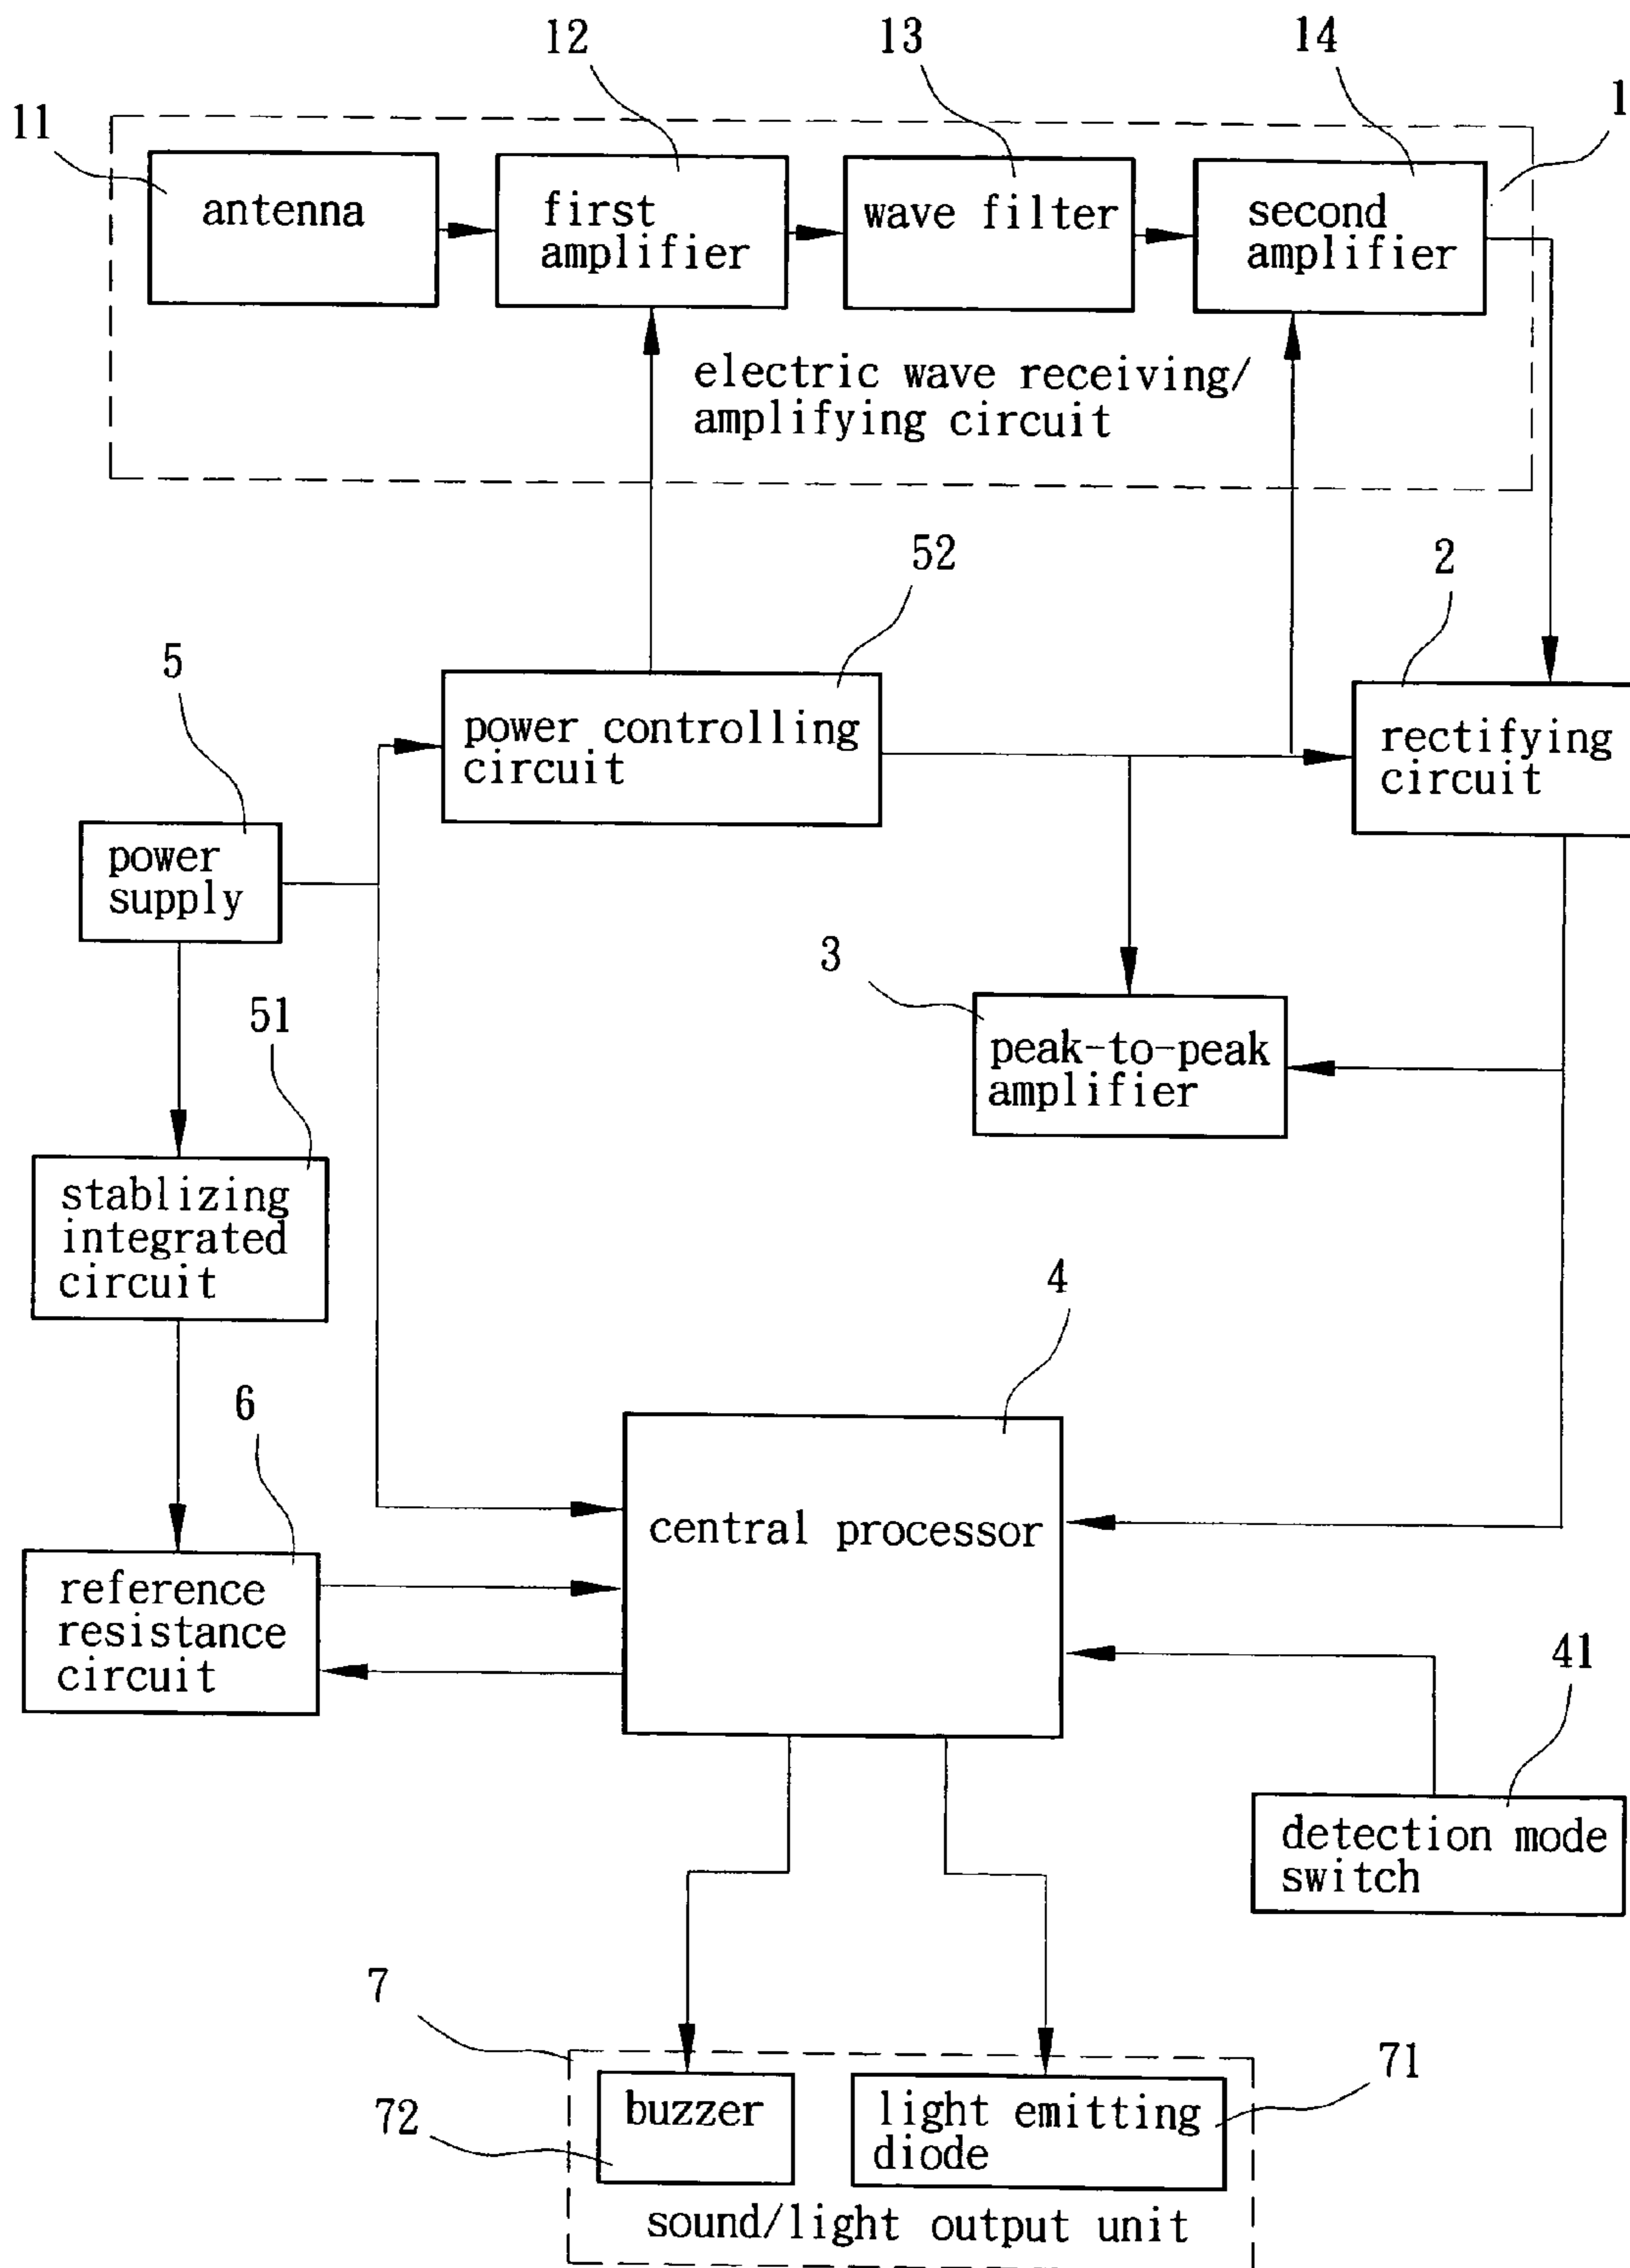 12
13
14
1
11
antenna
first
amplifier
wave filter
second
amplifier
electric wave receiving/
amplifying circuit
52
2
5
power controlling
circuit
rectifying
circuit
power
supply
3
51
peak-to-peak
amplifier
stablizing
integrated
circuit
4
6
central processor
reference
resistance
circuit
41
detection mode
switch
7
71
72
buzzer
light emitting
diode
sound/light output unit